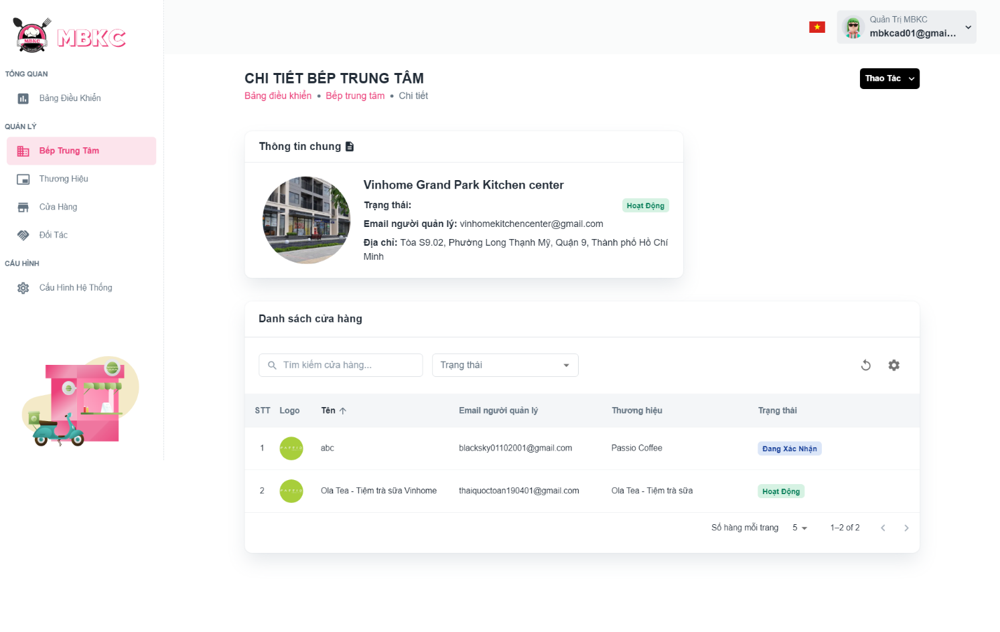 MBKC
MBKC
Quản Trị MBKC
mbkcad01@gmai...
TỔNG QUAN
Bảng Điều Khiển
QUẢN LÝ
Bếp Trung Tâm
Thương Hiệu
Cửa Hàng
Đối Tác
CẤU HÌNH
Cấu Hình Hệ Thống
CHI TIẾT BẾP TRUNG TÂM
Thao Tác
Bảng điều khiển • Bếp trung tâm • Chi tiết
Thông tin chung
Vinhome Grand Park Kitchen center
Trạng thái: Hoạt Động
Email người quản lý: vinhomekitchencenter@gmail.com
Địa chỉ: Tòa S9.02, Phường Long Thạnh Mỹ, Quận 9, Thành phố Hồ Chí
Minh
Danh sách cửa hàng
Tìm kiếm cửa hàng... Trạng thái
STT Logo Tên Email người quản lý Thương hiệu Trạng thái
1 PASSIO abc blacksky01102001@gmail.com Passio Coffee Đang Xác Nhận
2 PASSIO Ola Tea - Tiệm trà sữa Vinhome thaiquoctoan190401@gmail.com Ola Tea - Tiệm trà sữa Hoạt Động
Số hàng mỗi trang 5 1–2 of 2